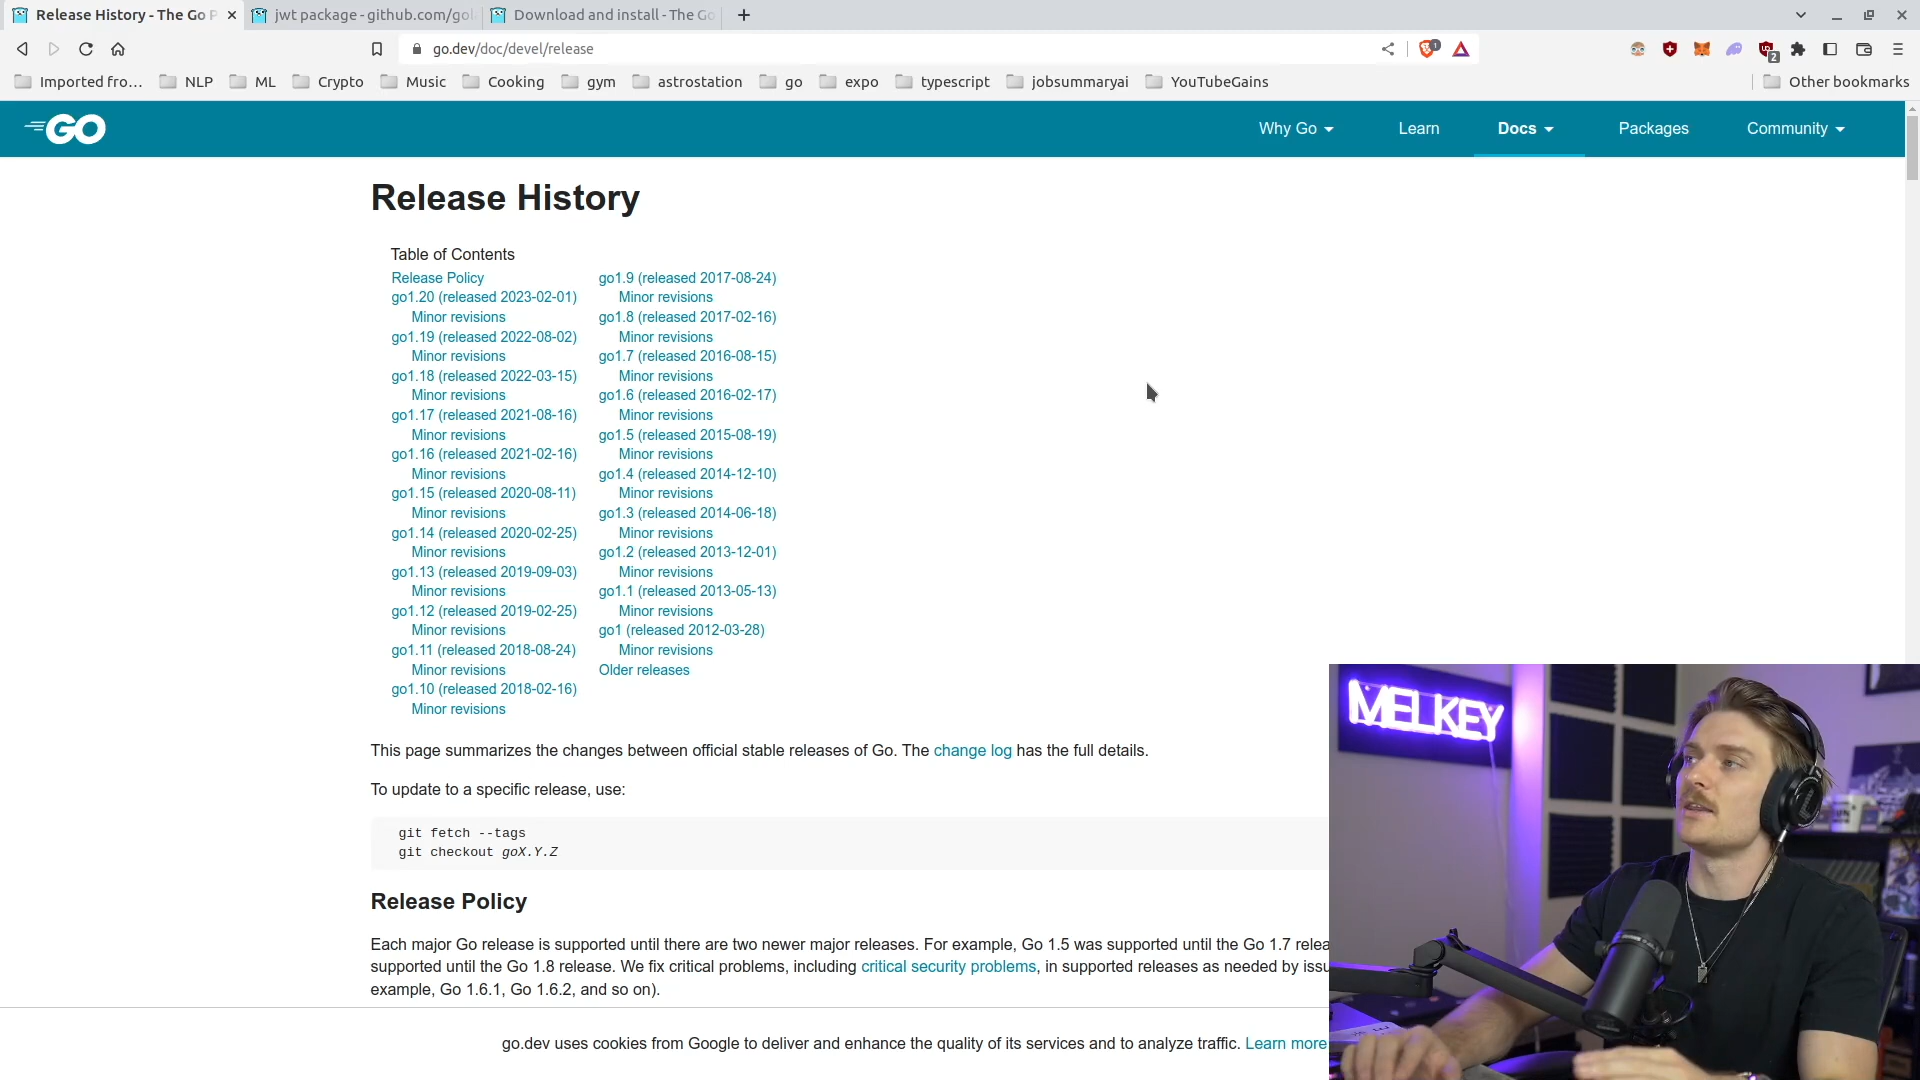 Release History - The Go P
jwt package - github.com/gol
Download and install - The Go
go.dev/doc/devel/release
1
2
Imported fro…
NLP
ML
Crypto
Music
Cooking
gym
astrostation
go
expo
typescript
jobsummaryai
YouTubeGains
Other bookmarks
GO
Why Go
Learn
Docs
Packages
Community
Release History
Table of Contents
Release Policy
go1.20 (released 2023-02-01)
Minor revisions
go1.19 (released 2022-08-02)
Minor revisions
go1.18 (released 2022-03-15)
Minor revisions
go1.17 (released 2021-08-16)
Minor revisions
go1.16 (released 2021-02-16)
Minor revisions
go1.15 (released 2020-08-11)
Minor revisions
go1.14 (released 2020-02-25)
Minor revisions
go1.13 (released 2019-09-03)
Minor revisions
go1.12 (released 2019-02-25)
Minor revisions
go1.11 (released 2018-08-24)
Minor revisions
go1.10 (released 2018-02-16)
Minor revisions
go1.9 (released 2017-08-24)
Minor revisions
go1.8 (released 2017-02-16)
Minor revisions
go1.7 (released 2016-08-15)
Minor revisions
go1.6 (released 2016-02-17)
Minor revisions
go1.5 (released 2015-08-19)
Minor revisions
go1.4 (released 2014-12-10)
Minor revisions
go1.3 (released 2014-06-18)
Minor revisions
go1.2 (released 2013-12-01)
Minor revisions
go1.1 (released 2013-05-13)
Minor revisions
go1 (released 2012-03-28)
Minor revisions
Older releases
This page summarizes the changes between official stable releases of Go. The change log has the full details.
To update to a specific release, use:
git fetch --tags
git checkout goX.Y.Z
Release Policy
Each major Go release is supported until there are two newer major releases. For example, Go 1.5 was supported until the Go 1.7 relea
supported until the Go 1.8 release. We fix critical problems, including critical security problems, in supported releases as needed by issu
example, Go 1.6.1, Go 1.6.2, and so on).
go.dev uses cookies from Google to deliver and enhance the quality of its services and to analyze traffic. Learn more
MELKEY